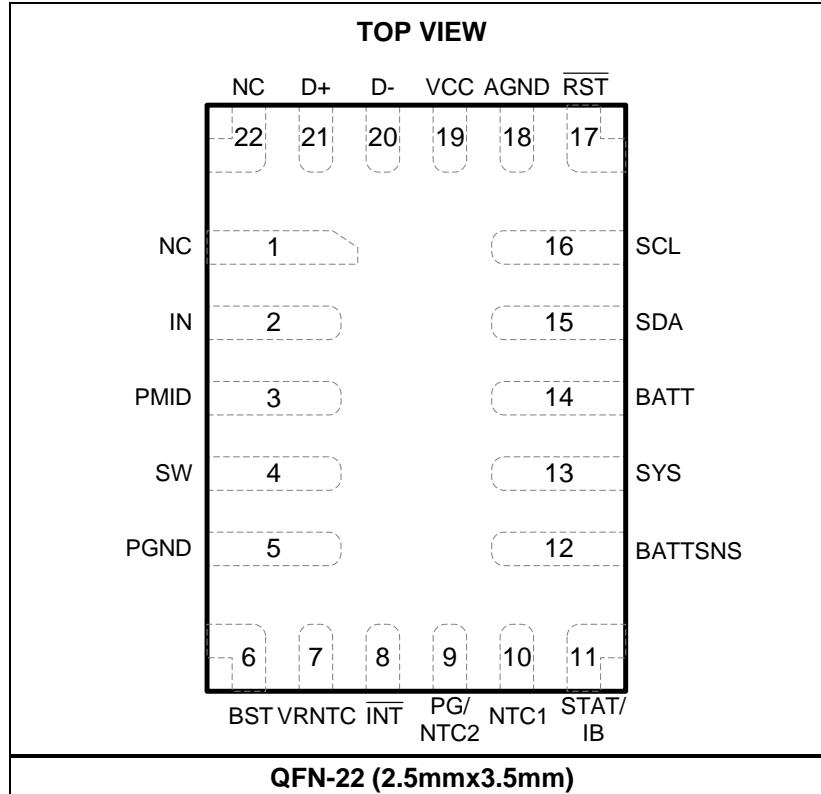 TOP VIEW
NC D+ D- VCC AGND R̅S̅T̅
22 21 20 19 18 17
NC 1 16 SCL
IN 2 15 SDA
PMID 3 14 BATT
SW 4 13 SYS
PGND 5 12 BATTSNS
6 7 8 9 10 11
BST VRNTC I̅N̅T̅ PG/ NTC1 STAT/
NTC2 IB
QFN-22 (2.5mmx3.5mm)